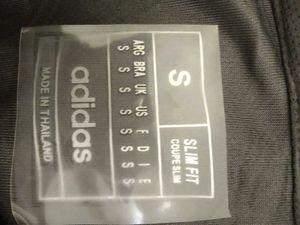 S
SLIM FIT
COUPE SLIM
ARG BRA UK US F D I E
S S S S S S S S
adidas
MADE IN THAILAND